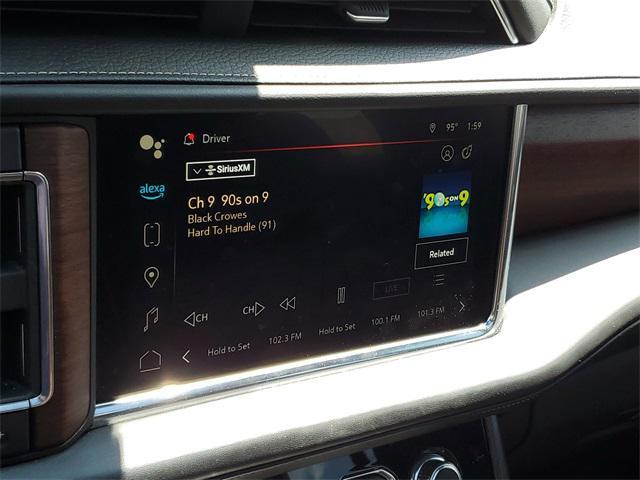 Driver
95° 1:59
alexa
SiriusXM
Ch 9 90s on 9
Black Crowes
Hard To Handle (91)
'90s ON 9
Related
CH
CH
LIVE
Hold to Set
102.3 FM
Hold to Set
100.1 FM
101.3 FM